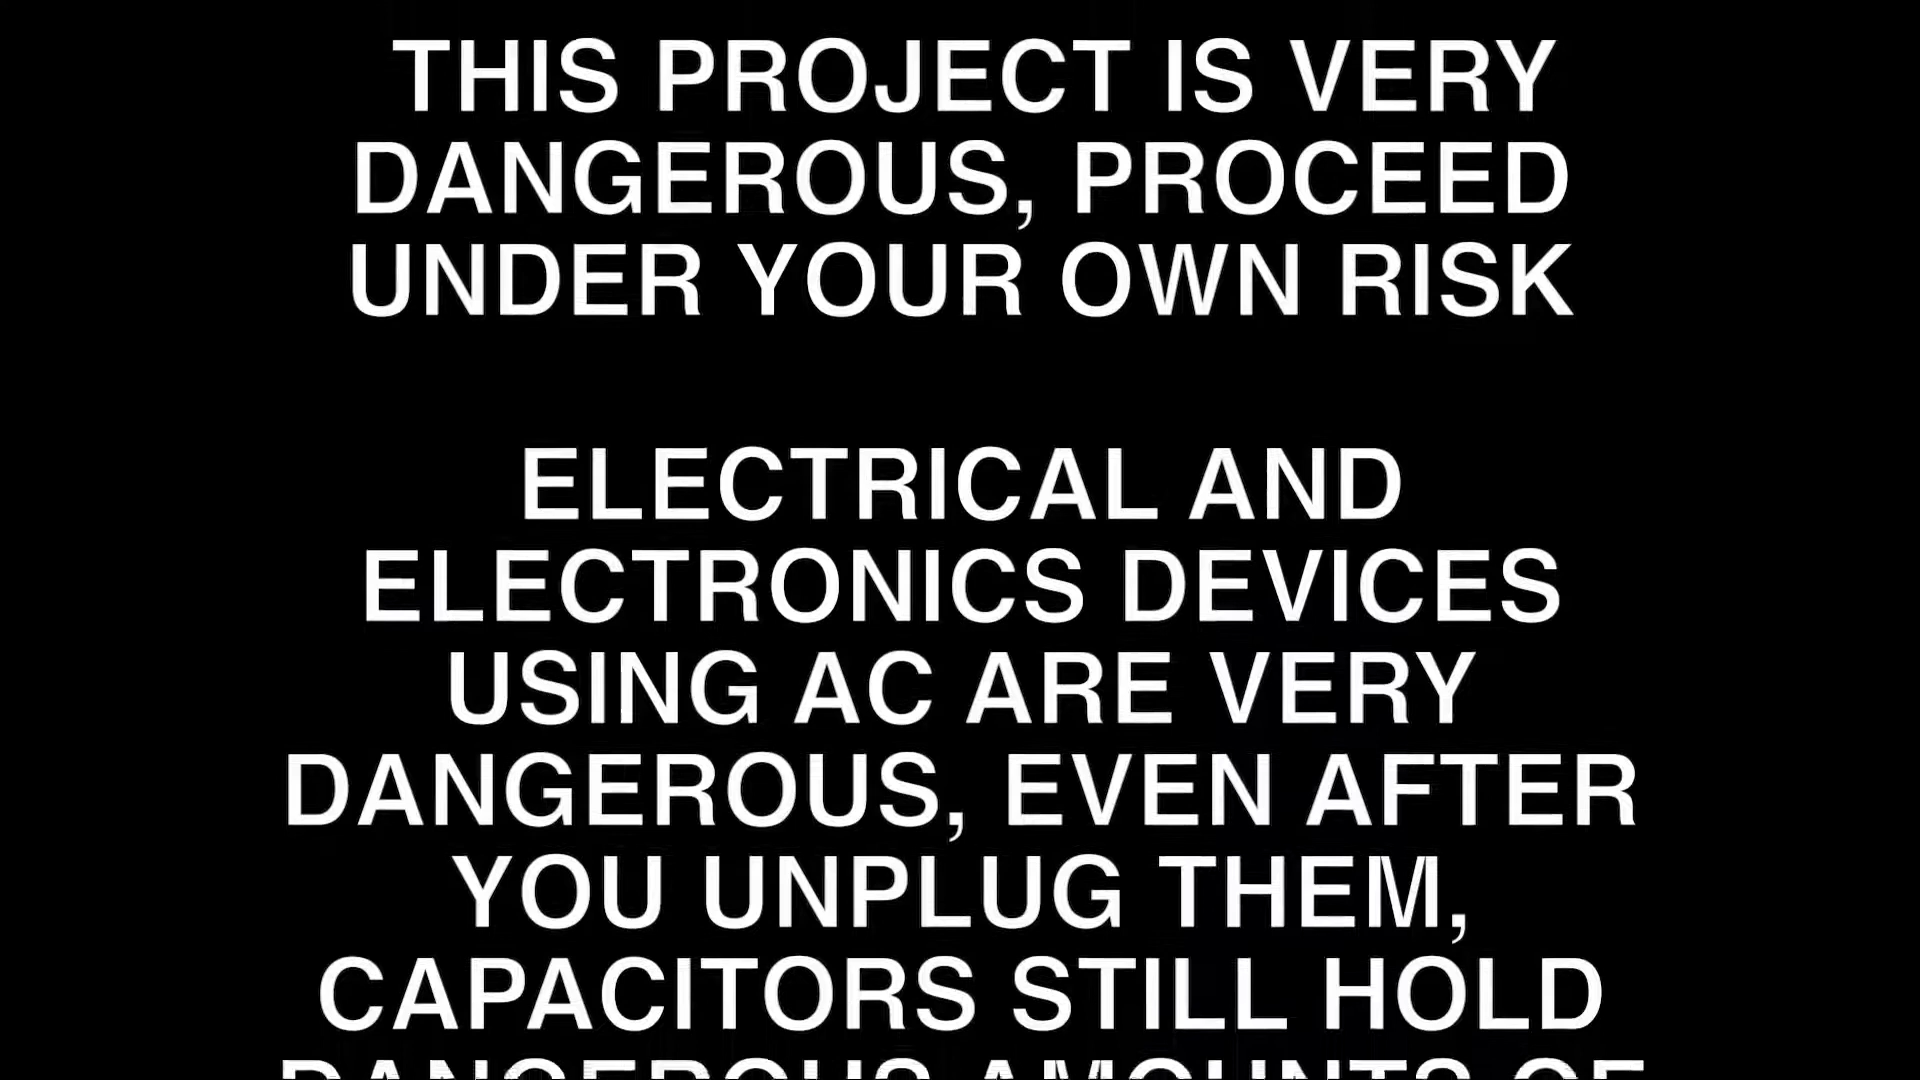 THIS PROJECT IS VERY
DANGEROUS, PROCEED
UNDER YOUR OWN RISK
ELECTRICAL AND
ELECTRONICS DEVICES
USING AC ARE VERY
DANGEROUS, EVEN AFTER
YOU UNPLUG THEM,
CAPACITORS STILL HOLD
DANGEROUS AMOUNTS OF